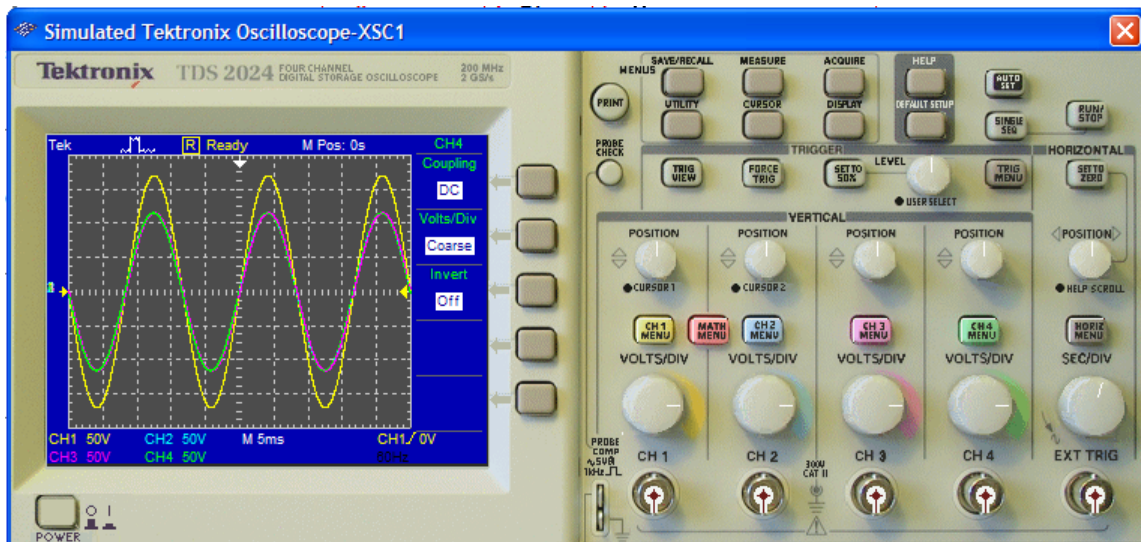 Simulated Tektronix Oscilloscope-XSC1
Tektronix TDS 2024 FOUR CHANNEL DIGITAL STORAGE OSCILLOSCOPE 200 MHz 2 GS/s
Tek R Ready M Pos: 0s CH4
Coupling
DC
Volts/Div
Coarse
Invert
Off
CH1 50V CH2 50V M 5ms CH1 0V
CH3 50V CH4 50V 50Hz
POWER
MENUS
SAVE/RECALL MEASURE ACQUIRE HELP
UTILITY CURSOR DISPLAY DEFAULT SETUP
PRINT
AUTO SET
SINGLE SEQ
RUN/STOP
PROBE CHECK
TRIGGER
TRIG VIEW FORCE TRIG SET TO 50% LEVEL TRIG MENU
USER SELECT
HORIZONTAL
SET TO ZERO
VERTICAL
POSITION POSITION POSITION POSITION POSITION
CURSOR 1 CURSOR 2 HELP SCROLL
CH 1 MENU MATH MENU CH 2 MENU CH 3 MENU CH 4 MENU HORIZ MENU
VOLTS/DIV VOLTS/DIV VOLTS/DIV VOLTS/DIV SEC/DIV
PROBE COMP
~5V@
1kHz
CH 1 CH 2 300V CAT II CH 3 CH 4 EXT TRIG